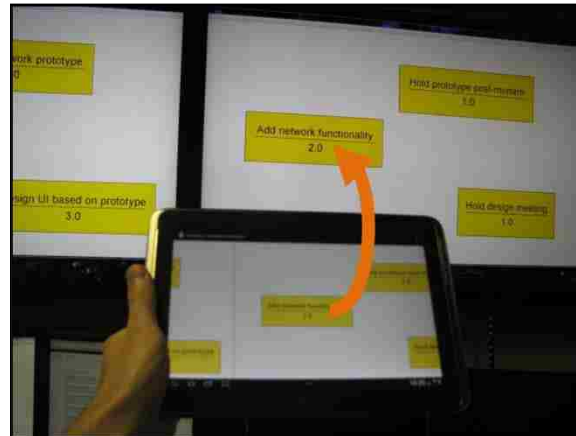 work prototype
Hold prototype post-mortem
1.0
Add network functionality
2.0
sign UI based on prototype
3.0
Hold design meeting
1.0